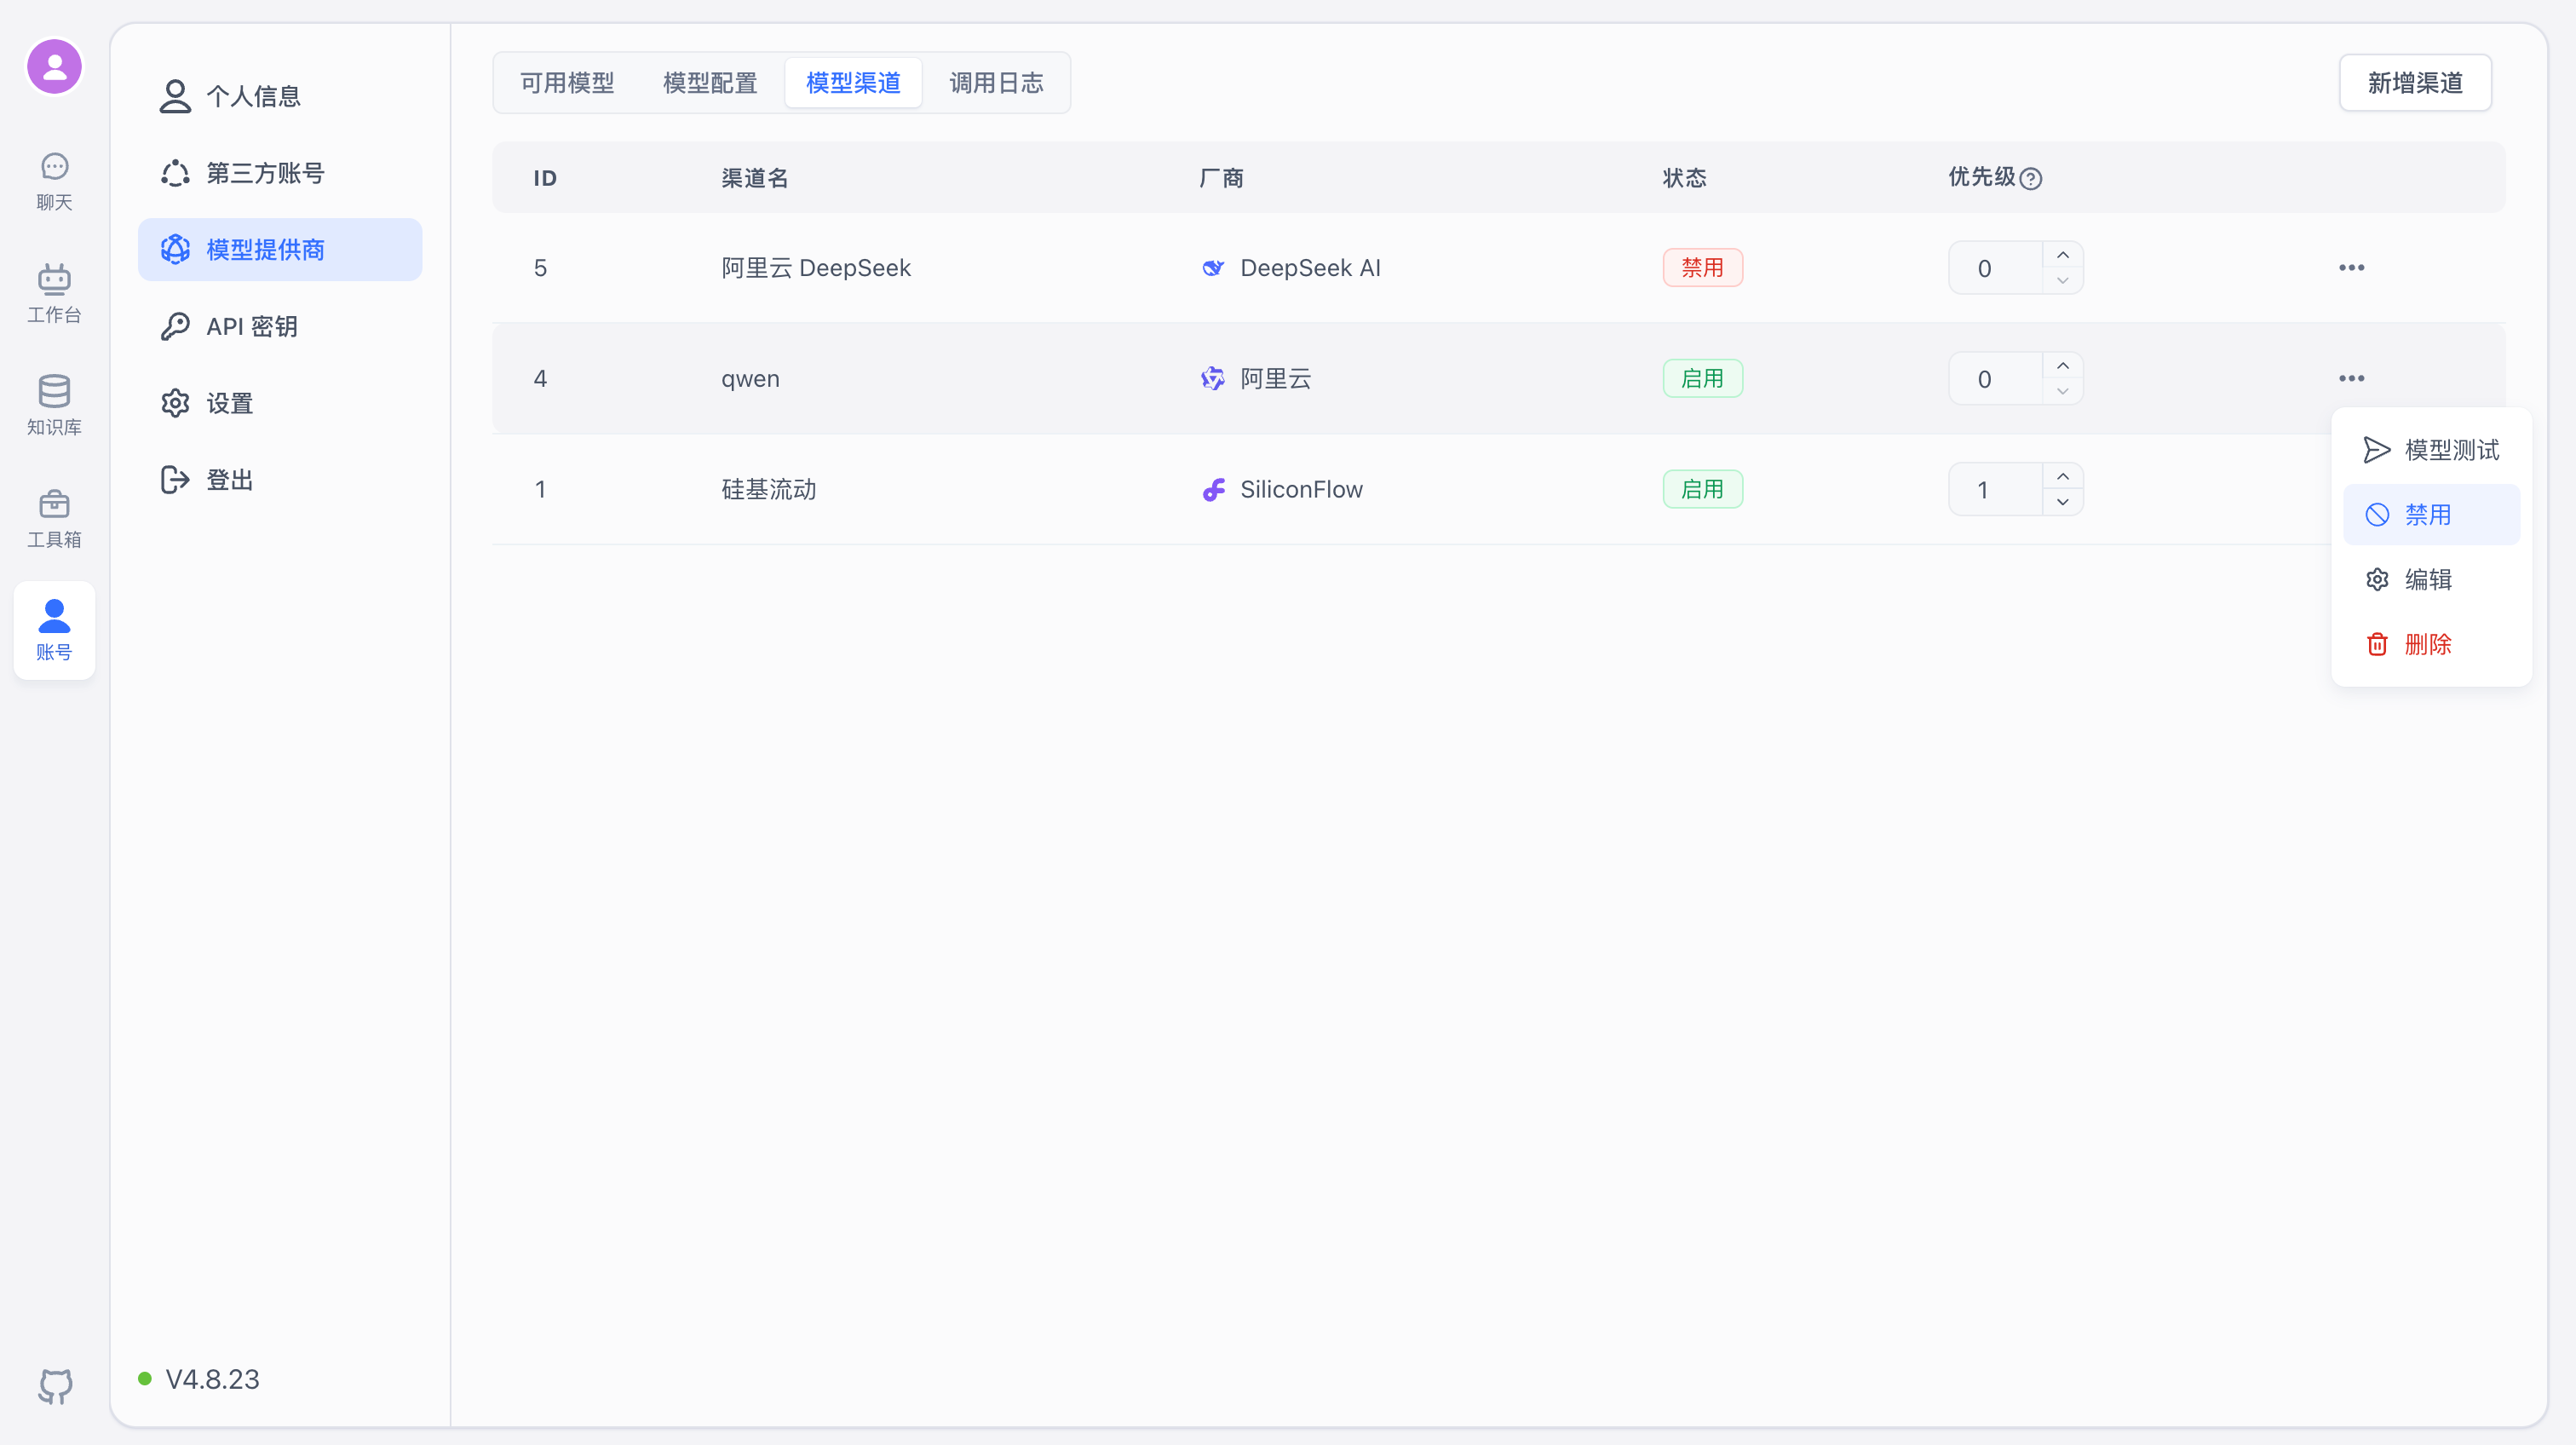 聊天
工作台
知识库
工具箱
账号
个人信息
第三方账号
模型提供商
API 密钥
设置
登出
V4.8.23
可用模型 模型配置 模型渠道 调用日志
新增渠道
ID 渠道名 厂商 状态 优先级
5 阿里云 DeepSeek DeepSeek AI 禁用 0
4 qwen 阿里云 启用 0
1 硅基流动 SiliconFlow 启用 1
模型测试
禁用
编辑
删除